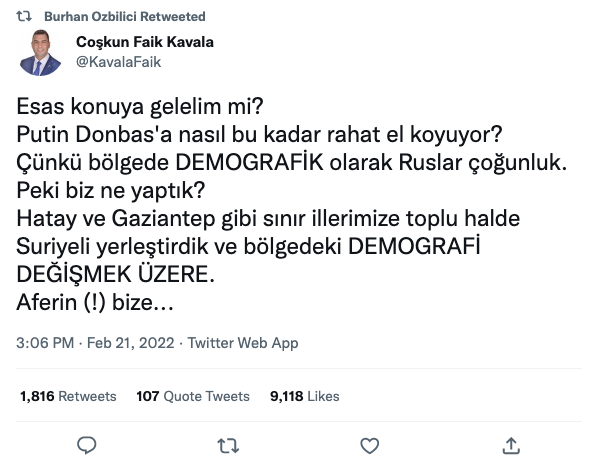 Burhan Ozbilici Retweeted
Coşkun Faik Kavala
@KavalaFaik
Esas konuya gelelim mi?
Putin Donbas'a nasıl bu kadar rahat el koyuyor?
Çünkü bölgede DEMOGRAFİK olarak Ruslar çoğunluk.
Peki biz ne yaptık?
Hatay ve Gaziantep gibi sınır illerimize toplu halde
Suriyeli yerleştirdik ve bölgedeki DEMOGRAFİ
DEĞİŞMEK ÜZERE.
Aferin (!) bize...
3:06 PM · Feb 21, 2022 · Twitter Web App
1,816 Retweets 107 Quote Tweets 9,118 Likes